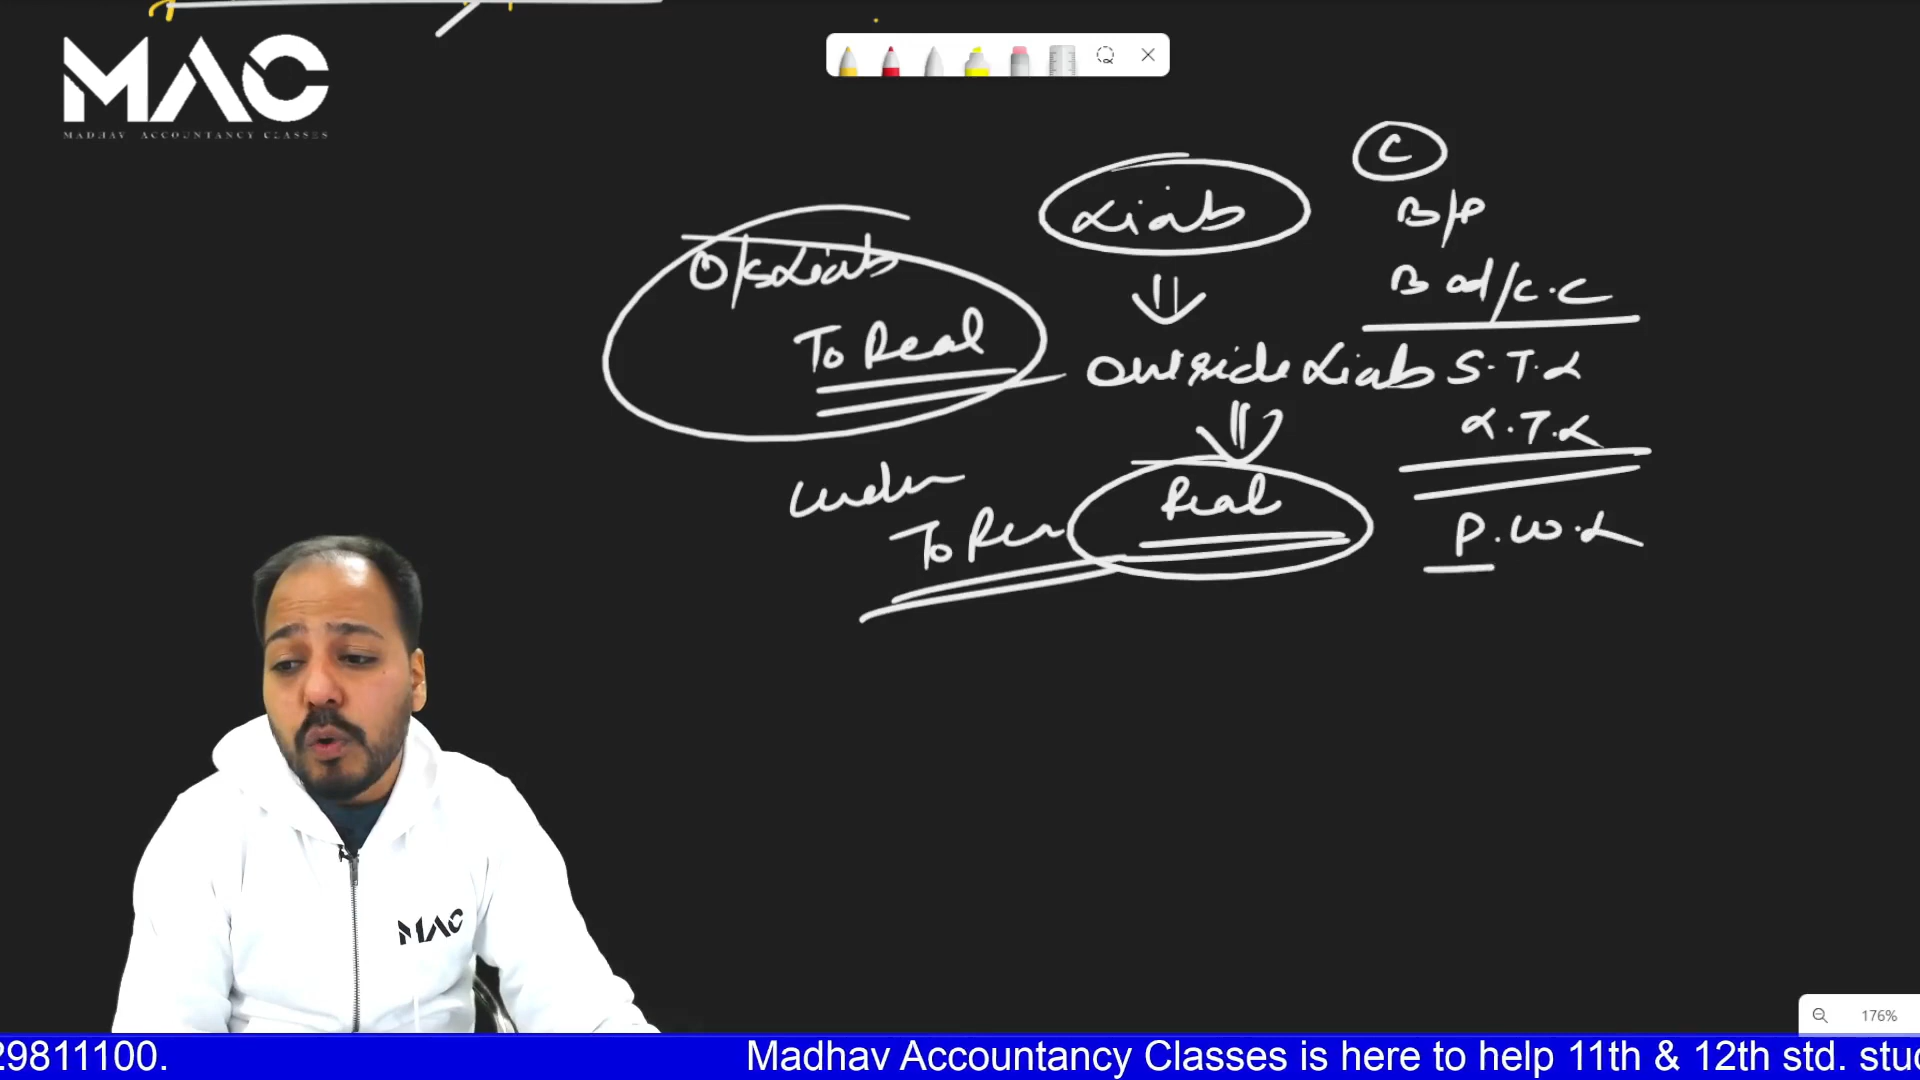 MAC
MADHAV ACCOUNTANCY CLASSES
C
Liab
B/P
O/s Liab
B od/C.C
To Real
Outside Liab
S.T.L
L.T.L
under
Real
To Rea
P.W.L
MAC
176%
29811100.
Madhav Accountancy Classes is here to help 11th & 12th std. stu